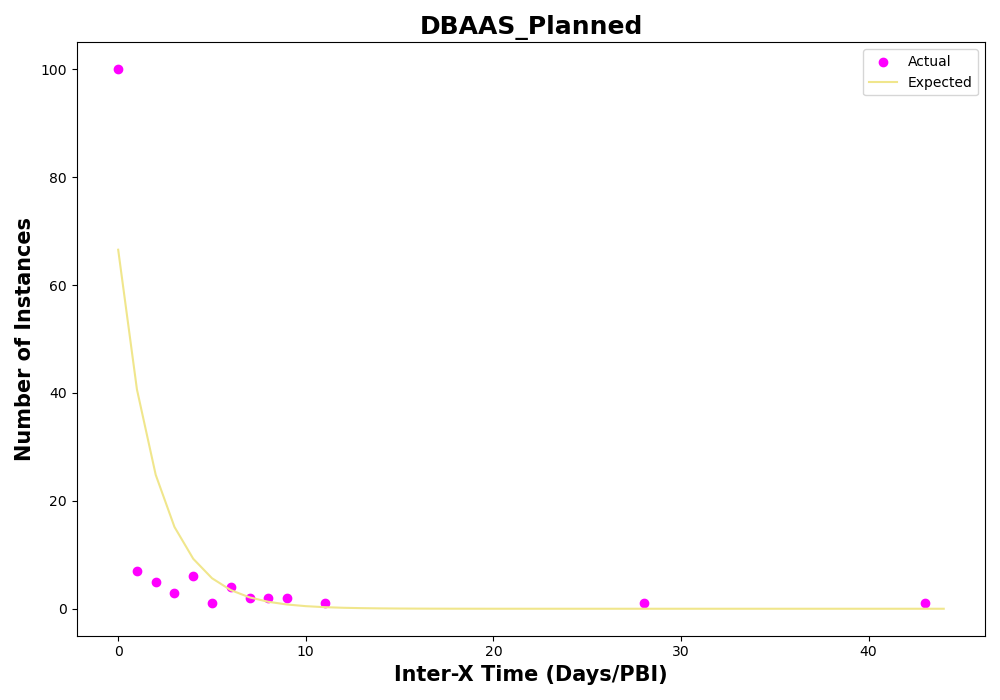 DBAAS_Planned
Actual
Expected
100
80
60
40
20
0
Number of Instances
0 10 20 30 40
Inter-X Time (Days/PBI)